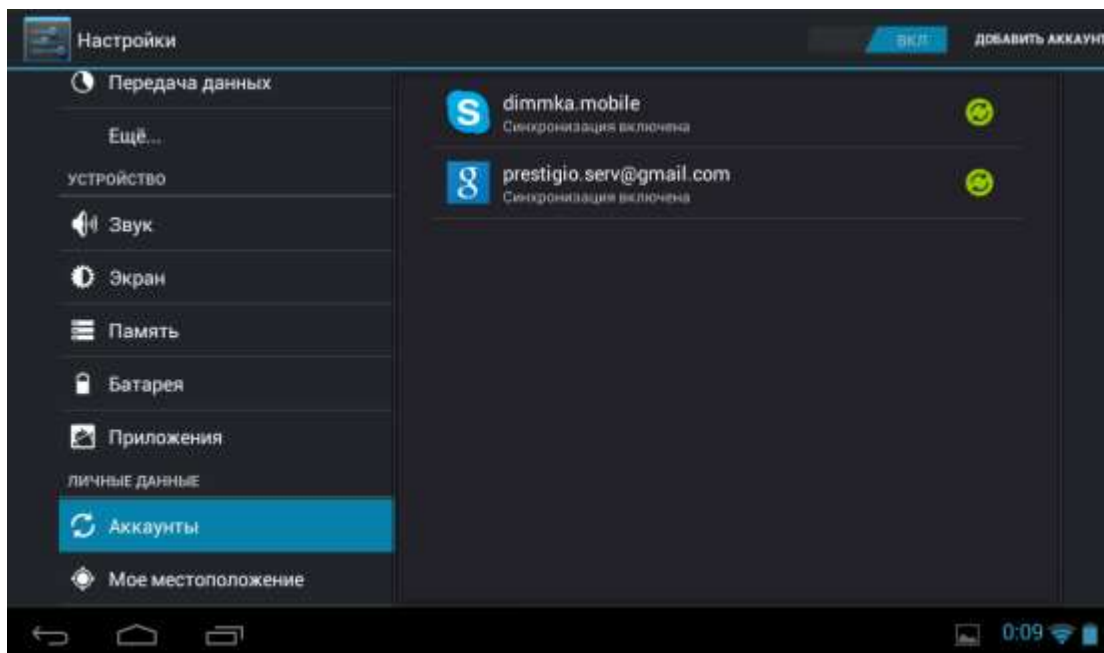 Настройки
ВКЛ
ДОБАВИТЬ АККАУНТ
Передача данных
Ещё...
УСТРОЙСТВО
Звук
Экран
Память
Батарея
Приложения
ЛИЧНЫЕ ДАННЫЕ
Аккаунты
Мое местоположение
dimmka.mobile
Синхронизация включена
prestigio.serv@gmail.com
Синхронизация включена
0:09